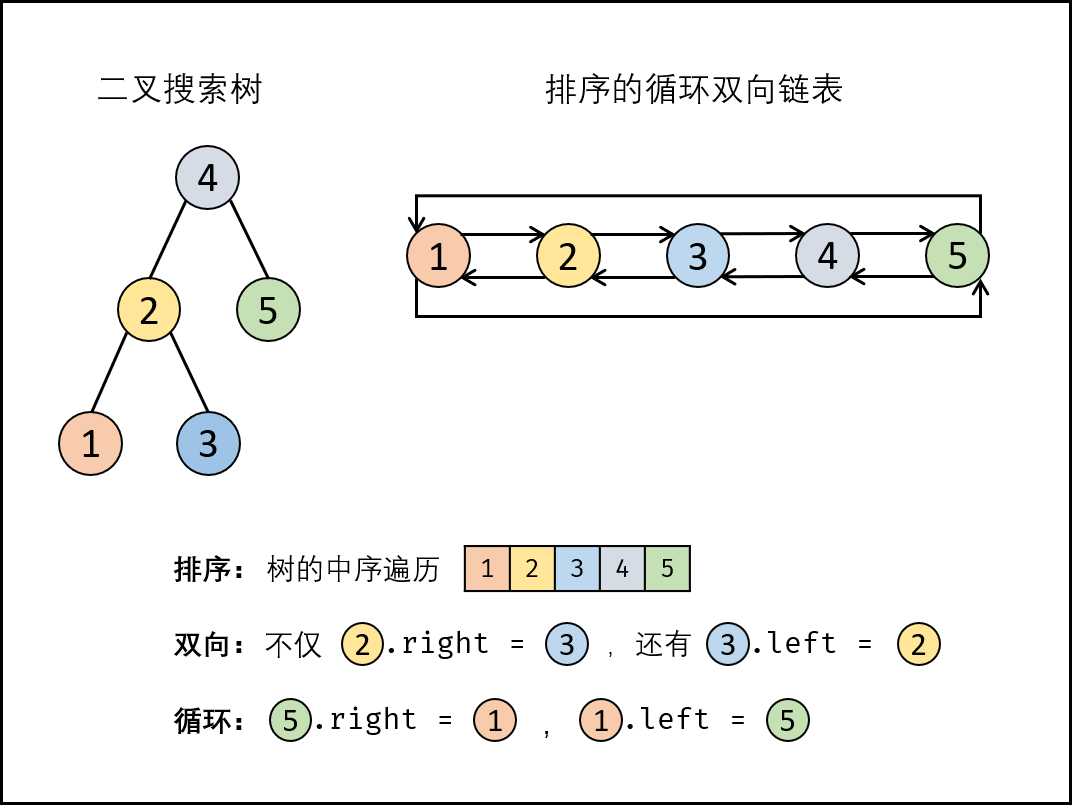 二叉搜索树
排序的循环双向链表
4
2 5
1 3
1 2 3 4 5
排序： 树的中序遍历 1 2 3 4 5
双向： 不仅 2.right = 3 ， 还有 3.left = 2
循环： 5.right = 1 ， 1.left = 5